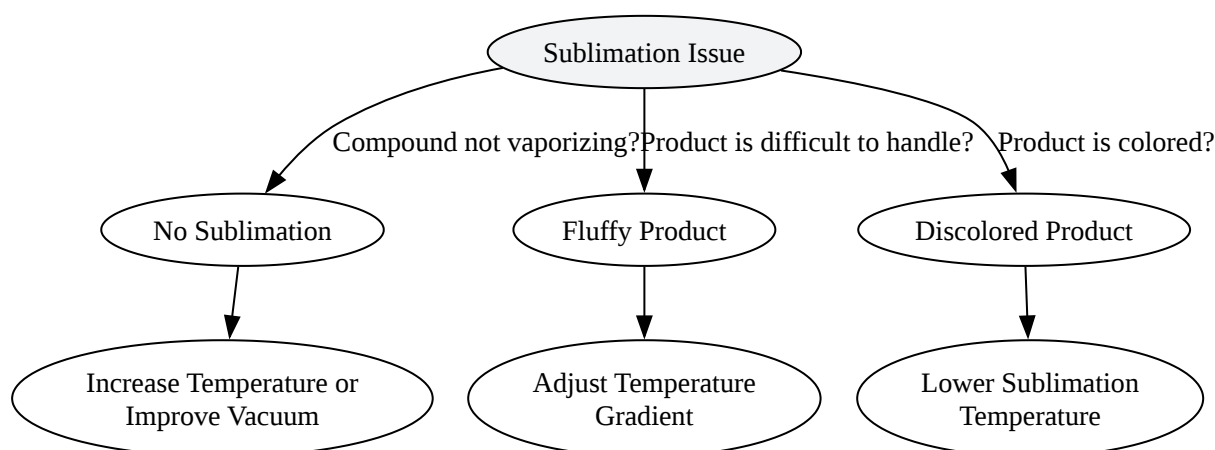 Sublimation Issue
Compound not vaporizing?
Product is difficult to handle?
Product is colored?
No Sublimation
Fluffy Product
Discolored Product
Increase Temperature or
Improve Vacuum
Adjust Temperature
Gradient
Lower Sublimation
Temperature